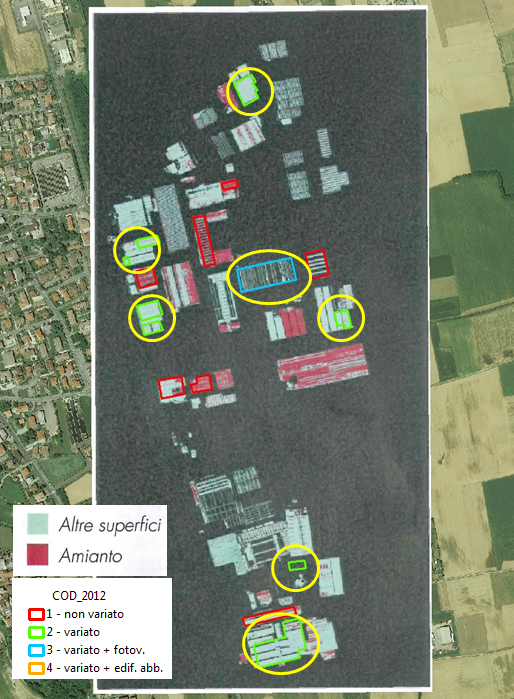 Altre superfici
Amianto
COD_2012
1 - non variato
2 - variato
3 - variato + fotov.
4 - variato + edif. abb.